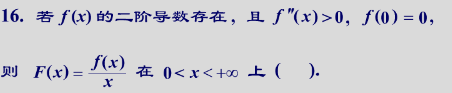 16. 若 f(x) 的二阶导数存在, 且 f″(x)>0, f(0)=0,
则 F(x)= f(x)/x 在 0<x<+∞ 上 ( ).